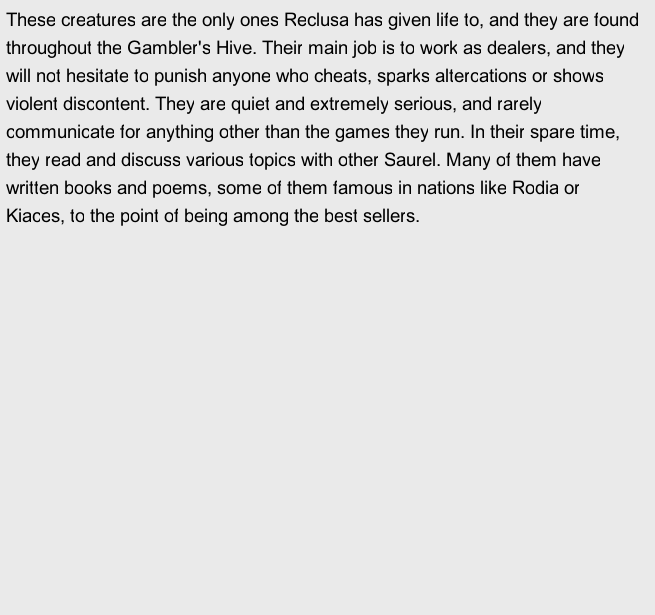 These creatures are the only ones Reclusa has given life to, and they are found
throughout the Gambler's Hive. Their main job is to work as dealers, and they
will not hesitate to punish anyone who cheats, sparks altercations or shows
violent discontent. They are quiet and extremely serious, and rarely
communicate for anything other than the games they run. In their spare time,
they read and discuss various topics with other Saurel. Many of them have
written books and poems, some of them famous in nations like Rodia or
Kiaces, to the point of being among the best sellers.